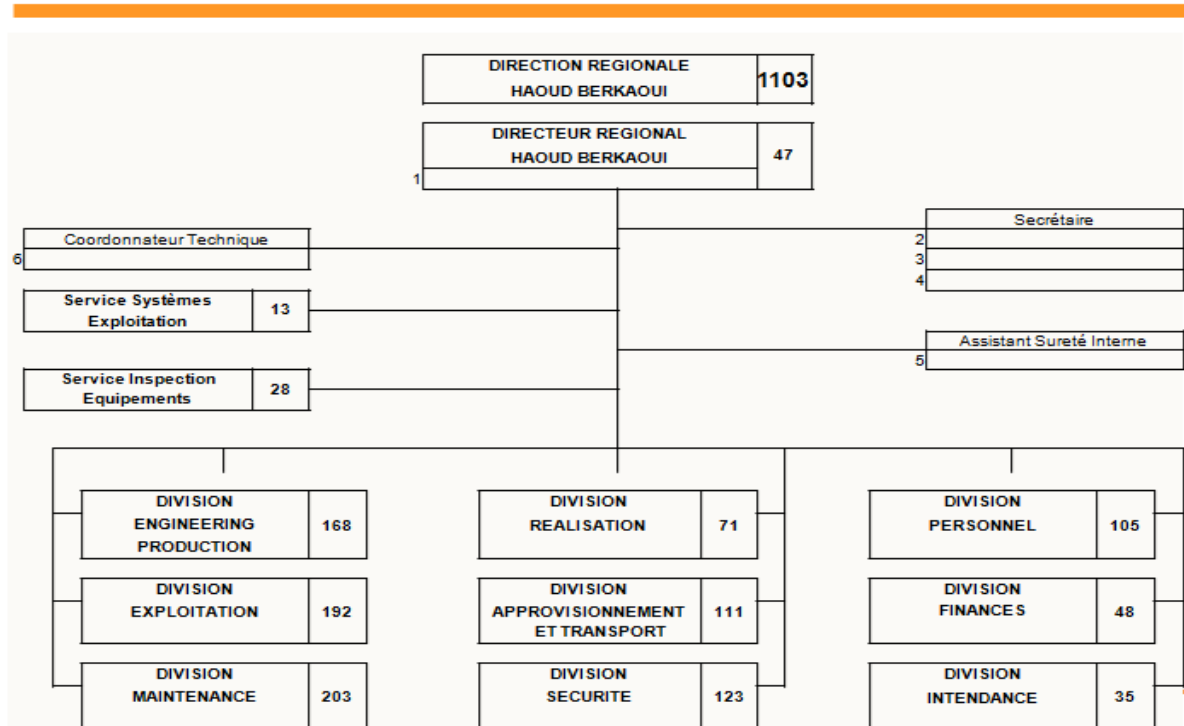 DIRECTION REGIONALE
HAOUD BERKAOUI
1103
DIRECTEUR REGIONAL
HAOUD BERKAOUI
47
1
Coordonnateur Technique
6
Secrétaire
2
3
4
Service Systèmes
Exploitation
13
Assistant Sureté Interne
5
Service Inspection
Equipements
28
DIVISION
ENGINEERING
PRODUCTION
168
DIVISION
REALISATION
71
DIVISION
PERSONNEL
105
DIVISION
EXPLOITATION
192
DIVISION
APPROVISIONNEMENT
ET TRANSPORT
111
DIVISION
FINANCES
48
DIVISION
MAINTENANCE
203
DIVISION
SECURITE
123
DIVISION
INTENDANCE
35